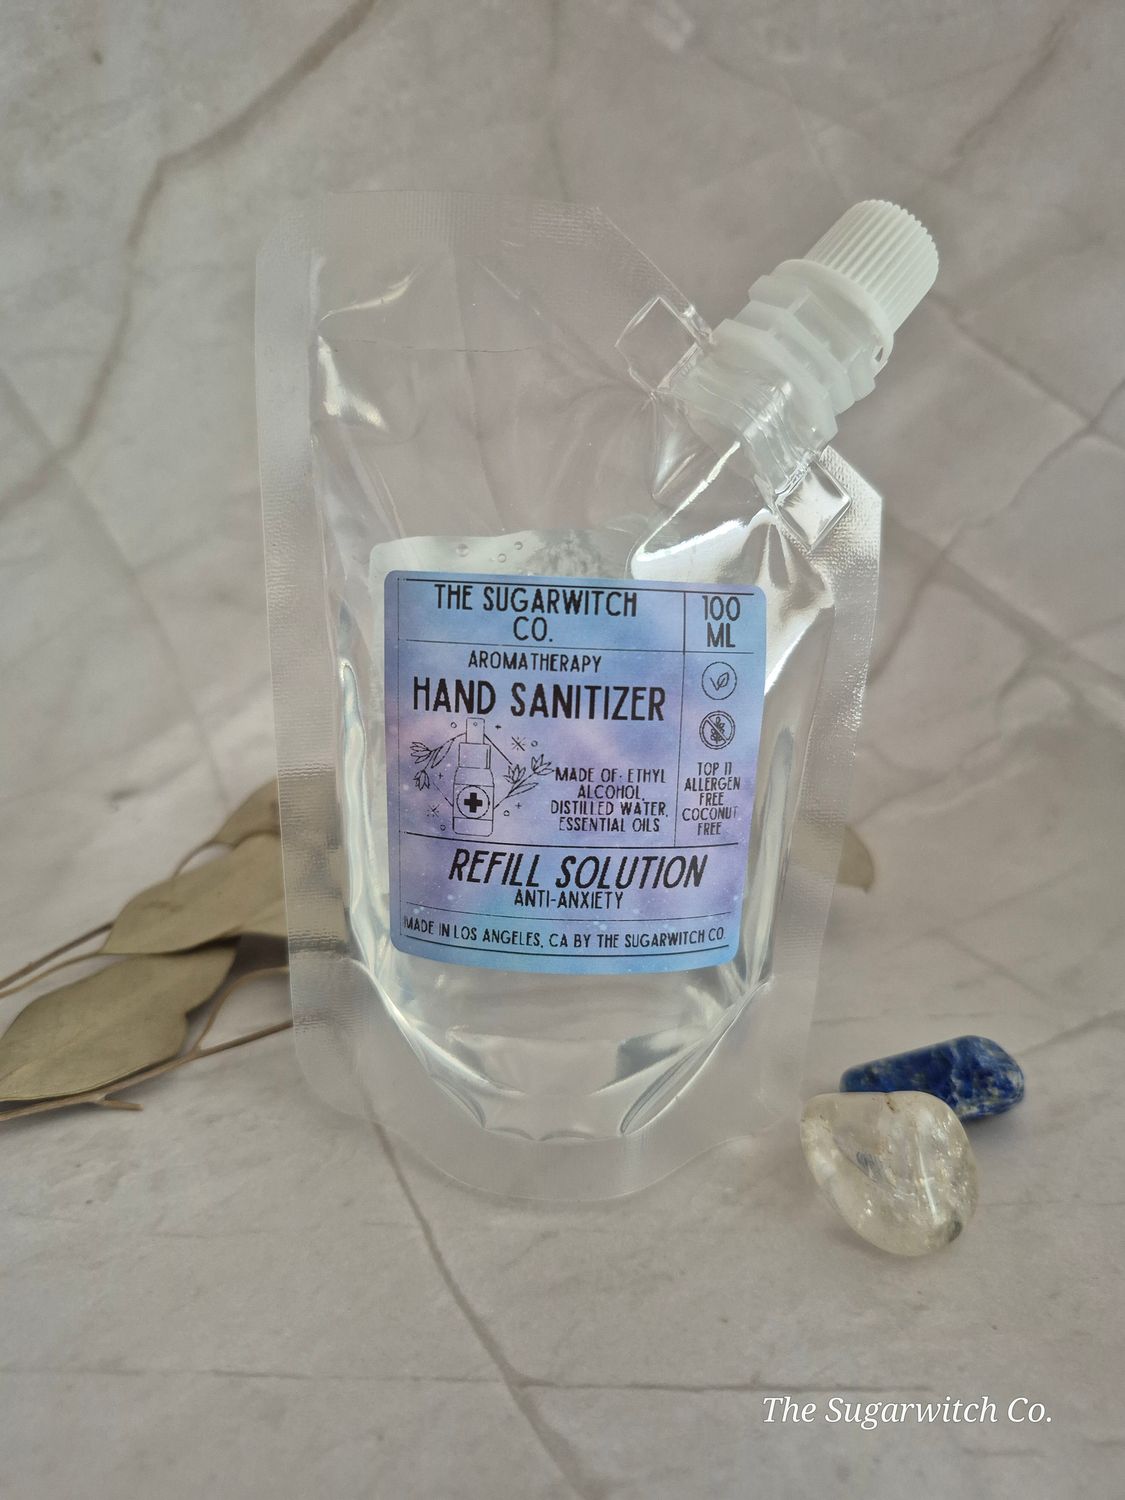 THE SUGARWITCH
CO.
100
ML
AROMATHERAPY
HAND SANITIZER
MADE OF: ETHYL
ALCOHOL,
DISTILLED WATER,
ESSENTIAL OILS
TOP 11
ALLERGEN
FREE
COCONUT
FREE
REFILL SOLUTION
ANTI-ANXIETY
MADE IN LOS ANGELES, CA BY THE SUGARWITCH CO.
The Sugarwitch Co.